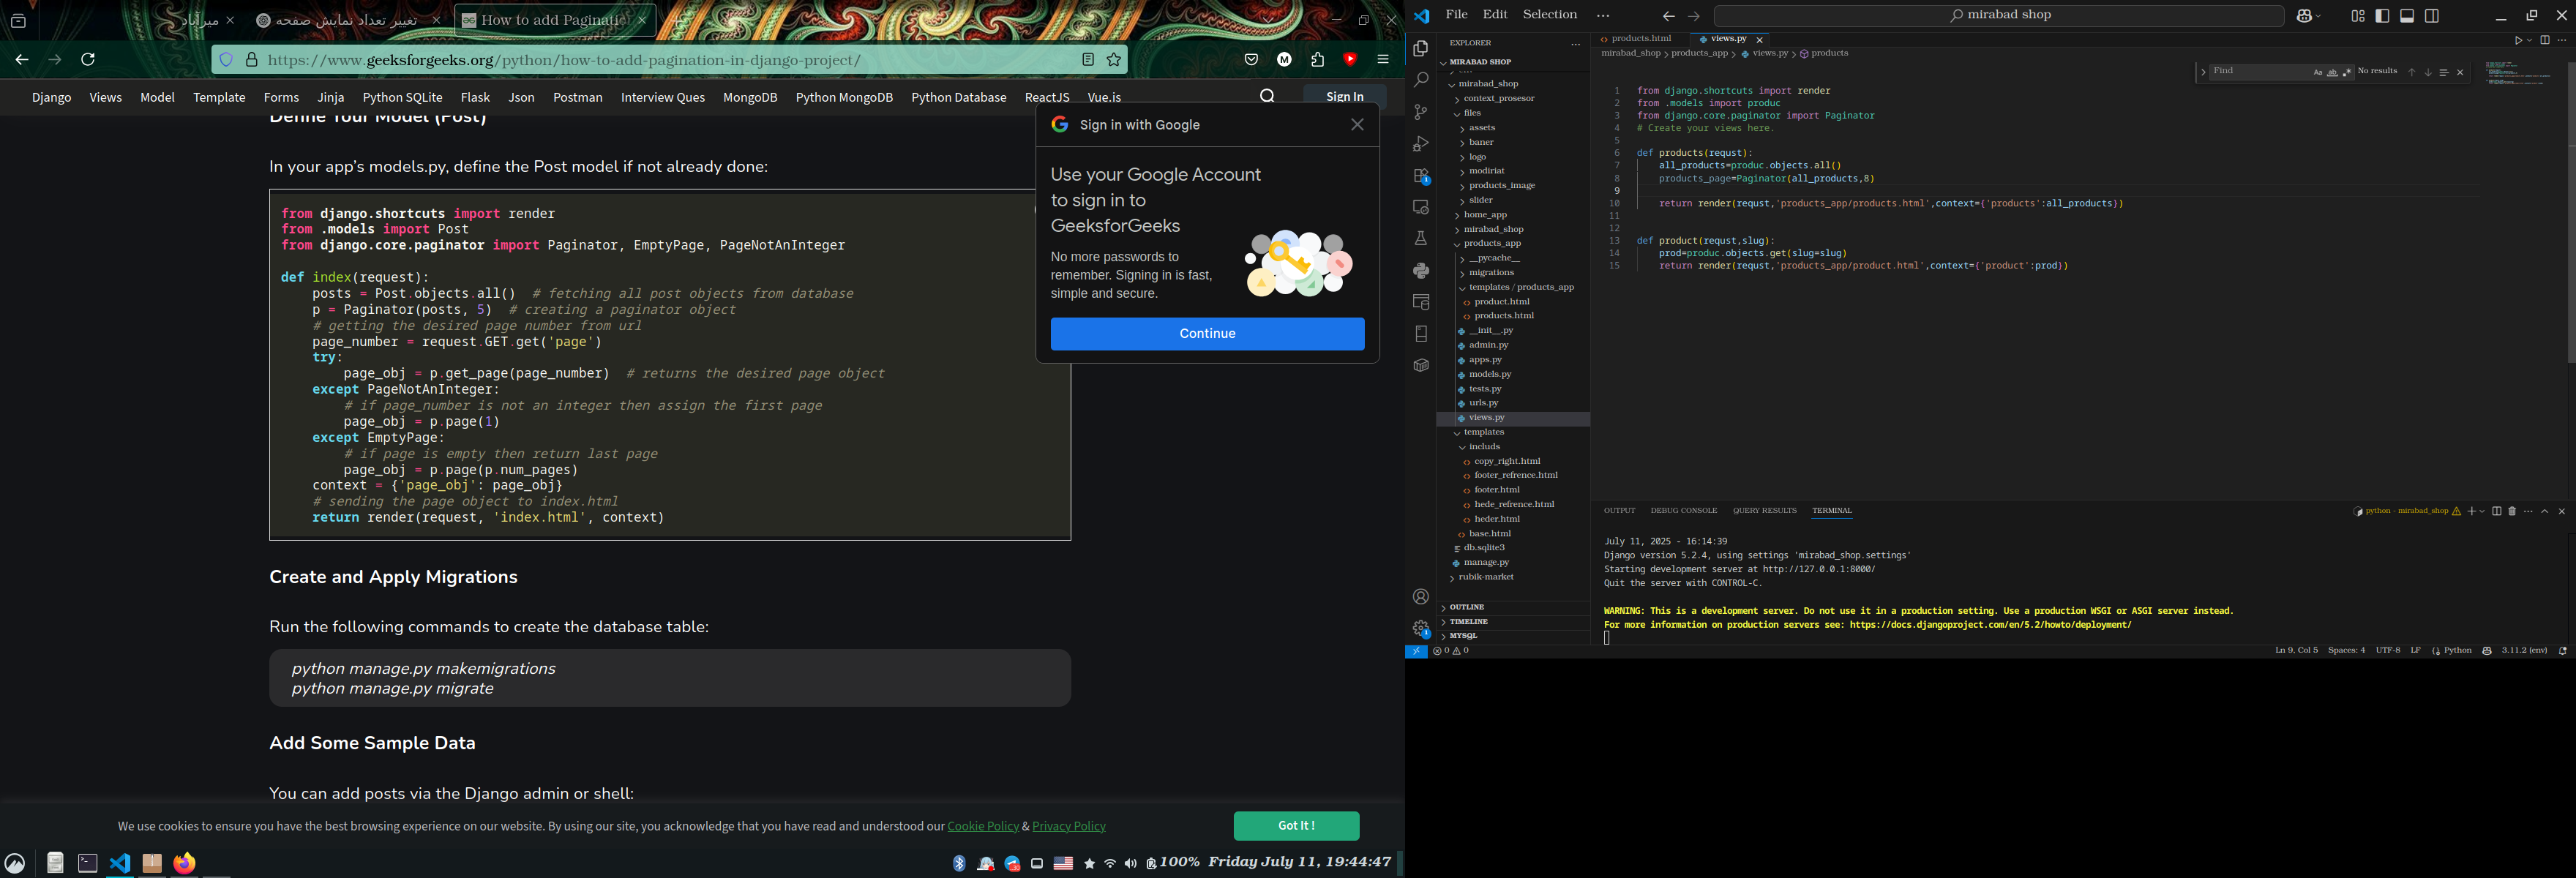 میرآباد
تغییر تعداد نمایش صفحه
How to add Paginatic
https://www.geeksforgeeks.org/python/how-to-add-pagination-in-django-project/
Django Views Model Template Forms Jinja Python SQLite Flask Json Postman Interview Ques MongoDB Python MongoDB Python Database ReactJS Vue.js Sign In
Define Your Model (Post)
In your app's models.py, define the Post model if not already done:
from django.shortcuts import render
from .models import Post
from django.core.paginator import Paginator, EmptyPage, PageNotAnInteger
def index(request):
posts = Post.objects.all() # fetching all post objects from database
p = Paginator(posts, 5) # creating a paginator object
# getting the desired page number from url
page_number = request.GET.get('page')
try:
page_obj = p.get_page(page_number) # returns the desired page object
except PageNotAnInteger:
# if page_number is not an integer then assign the first page
page_obj = p.page(1)
except EmptyPage:
# if page is empty then return last page
page_obj = p.page(p.num_pages)
context = {'page_obj': page_obj}
# sending the page object to index.html
return render(request, 'index.html', context)
Create and Apply Migrations
Run the following commands to create the database table:
python manage.py makemigrations
python manage.py migrate
Add Some Sample Data
You can add posts via the Django admin or shell:
Sign in with Google
Use your Google Account
to sign in to
GeeksforGeeks
No more passwords to
remember. Signing in is fast,
simple and secure.
Continue
We use cookies to ensure you have the best browsing experience on our website. By using our site, you acknowledge that you have read and understood our Cookie Policy & Privacy Policy
Got It !
100% Friday July 11, 19:44:47
File Edit Selection ···
mirabad shop
EXPLORER
MIRABAD SHOP
mirabad_shop
context_prosesor
files
assets
baner
logo
modiriat
products_image
slider
home_app
mirabad_shop
products_app
__pycache__
migrations
templates / products_app
product.html
products.html
__init__.py
admin.py
apps.py
models.py
tests.py
urls.py
views.py
templates
includs
copy_right.html
footer_refrence.html
footer.html
hede_refrence.html
heder.html
base.html
db.sqlite3
manage.py
rubik-market
OUTLINE
TIMELINE
MYSQL
products.html views.py
mirabad_shop > products_app > views.py > products
Find Aa ab No results
1 from django.shortcuts import render
2 from .models import produc
3 from django.core.paginator import Paginator
4 # Create your views here.
5
6 def products(requst):
7 all_products=produc.objects.all()
8 products_page=Paginator(all_products,8)
9
10 return render(requst,'products_app/products.html',context={'products':all_products})
11
12
13 def product(requst,slug):
14 prod=produc.objects.get(slug=slug)
15 return render(requst,'products_app/product.html',context={'product':prod})
OUTPUT DEBUG CONSOLE QUERY RESULTS TERMINAL
python - mirabad_shop
July 11, 2025 - 16:14:39
Django version 5.2.4, using settings 'mirabad_shop.settings'
Starting development server at http://127.0.0.1:8000/
Quit the server with CONTROL-C.
WARNING: This is a development server. Do not use it in a production setting. Use a production WSGI or ASGI server instead.
For more information on production servers see: https://docs.djangoproject.com/en/5.2/howto/deployment/
0 0
Ln 9, Col 5 Spaces: 4 UTF-8 LF Python 3.11.2 (env)